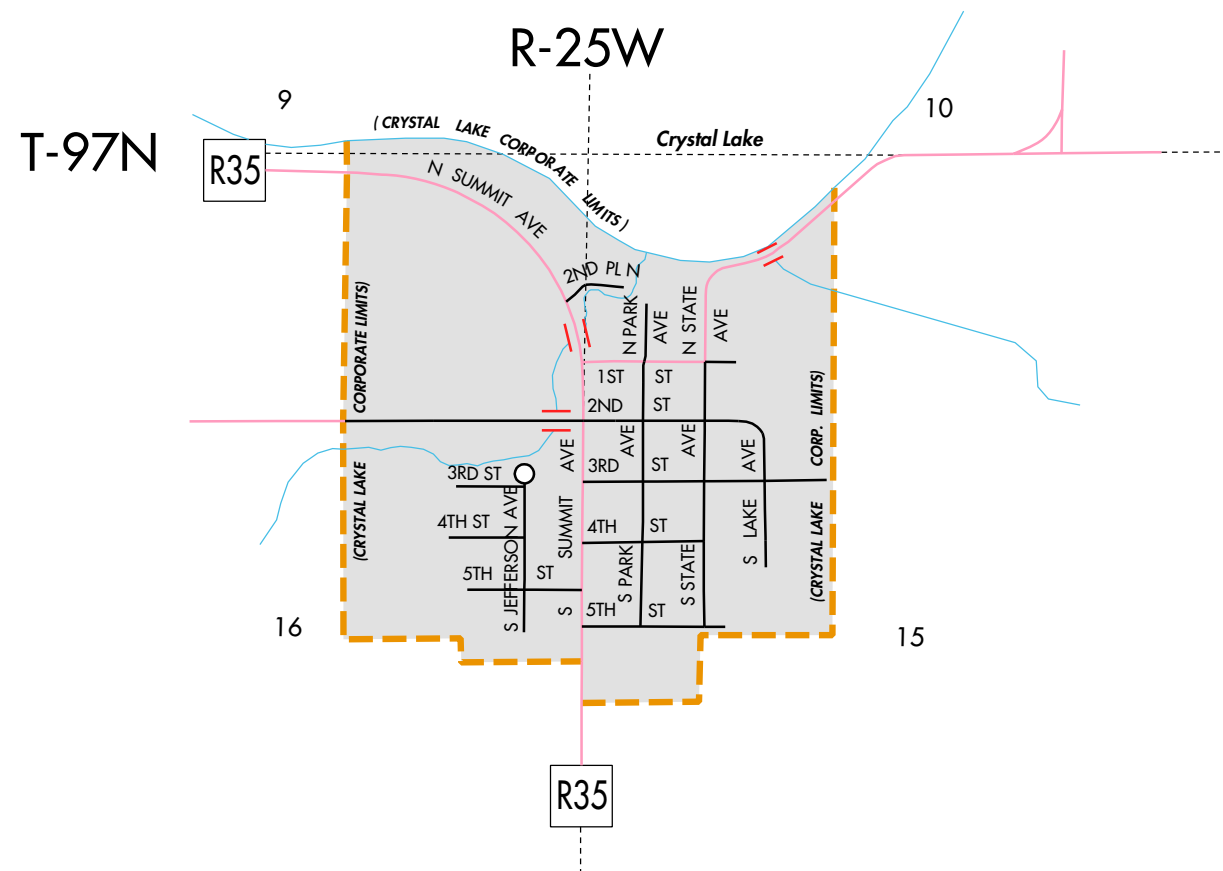 R-25W
9
10
T-97N
R35
( CRYSTAL LAKE CORPORATE LIMITS )
Crystal Lake
N SUMMIT AVE
2ND PL N
N PARK AVE
N STATE AVE
(CRYSTAL LAKE CORPORATE LIMITS)
1ST ST
2ND ST
AVE
AVE
3RD ST
3RD ST
4TH ST
4TH ST
5TH ST
5TH ST
S JEFFERSON AVE
S SUMMIT AVE
S PARK
S STATE
S LAKE AVE
(CRYSTAL LAKE CORP. LIMITS)
16
15
R35